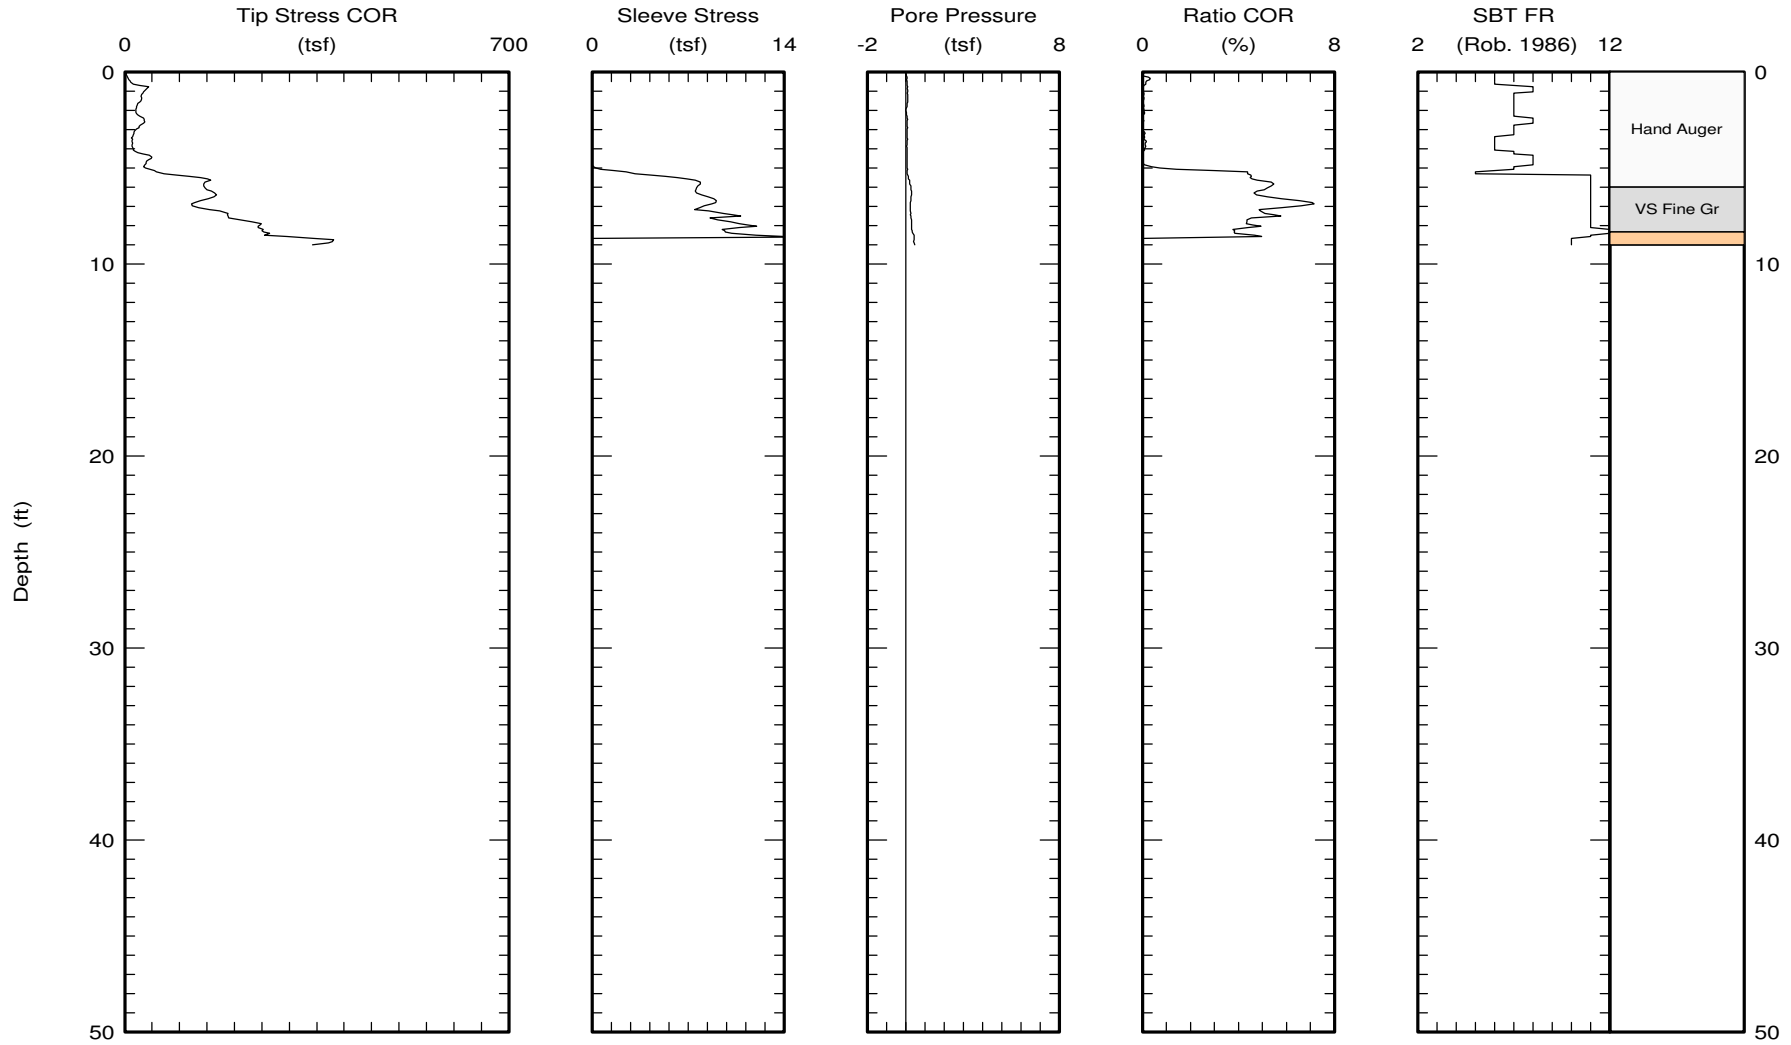 Tip Stress COR
0 (tsf) 700
Sleeve Stress
0 (tsf) 14
Pore Pressure
-2 (tsf) 8
Ratio COR
0 (%) 8
SBT FR
2 (Rob. 1986) 12
0
10
20
30
40
50
Depth (ft)
Hand Auger
VS Fine Gr
0
10
20
30
40
50